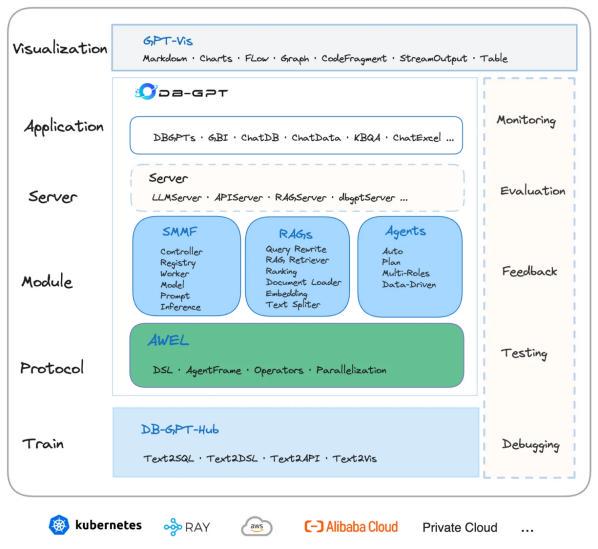 Visualization
GPT-Vis
Markdown · Charts · FLow · Graph · CodeFragment · StreamOutput · Table
DB-GPT
Application
DBGPTs · GBI · ChatDB · ChatData · KBQA · ChatExcel ...
Server
Server
LLMServer · APIServer · RAGServer · dbgptServer ...
Module
SMMF
Controller
Registry
Worker
Model
Prompt
Inference
RAGs
Query Rewrite
RAG Retriever
Ranking
Document Loader
Embedding
Text Spliter
Agents
Auto
Plan
Multi-Roles
Data-Driven
Protocol
AWEL
DSL · AgentFrame · Operators · Parallelization
Train
DB-GPT-Hub
Text2SQL · Text2DSL · Text2API · Text2Vis
Monitoring
Evaluation
Feedback
Testing
Debugging
kubernetes
RAY
aws
Alibaba Cloud
Private Cloud
...